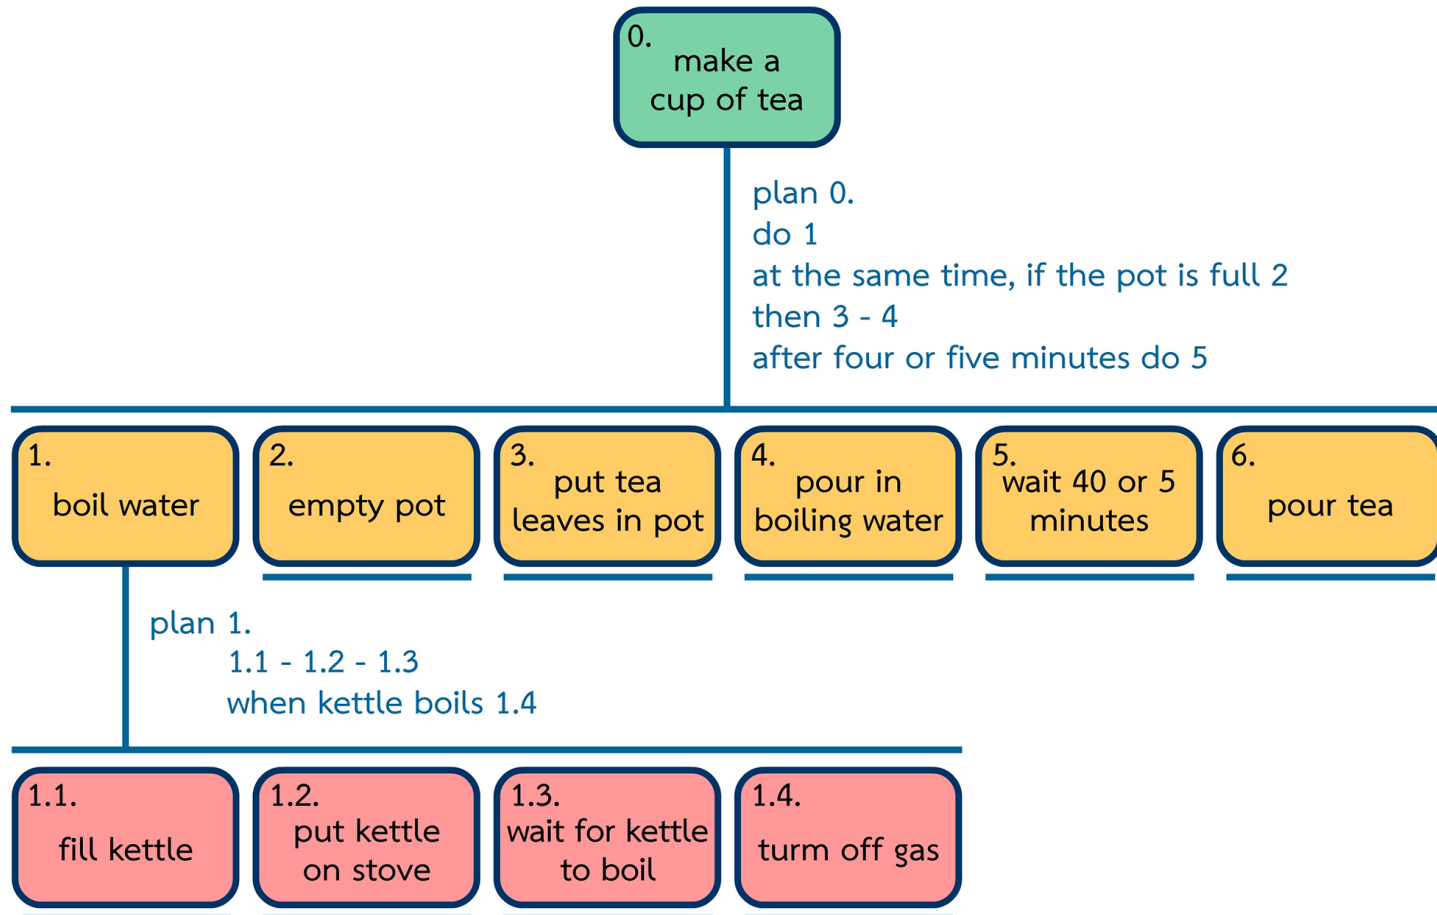 0.
make a
cup of tea
plan 0.
do 1
at the same time, if the pot is full 2
then 3 - 4
after four or five minutes do 5
1.
boil water
2.
empty pot
3.
put tea
leaves in pot
4.
pour in
boiling water
5.
wait 40 or 5
minutes
6.
pour tea
plan 1.
1.1 - 1.2 - 1.3
when kettle boils 1.4
1.1.
fill kettle
1.2.
put kettle
on stove
1.3.
wait for kettle
to boil
1.4.
turm off gas